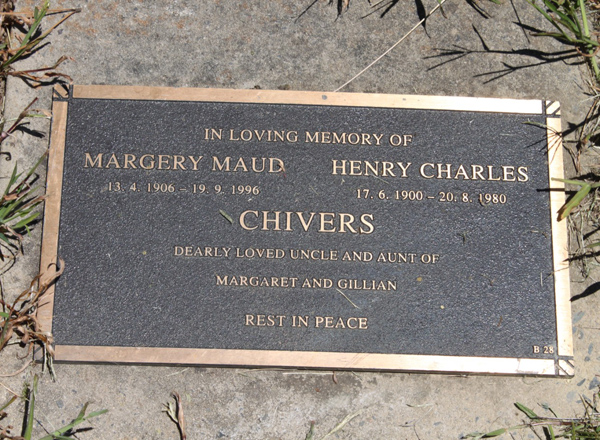 IN LOVING MEMORY OF
MARGERY MAUD HENRY CHARLES
13. 4. 1906 – 19. 9. 1996 17. 6. 1900 – 20. 8. 1980
CHIVERS
DEARLY LOVED UNCLE AND AUNT OF
MARGARET AND GILLIAN
REST IN PEACE
B 28